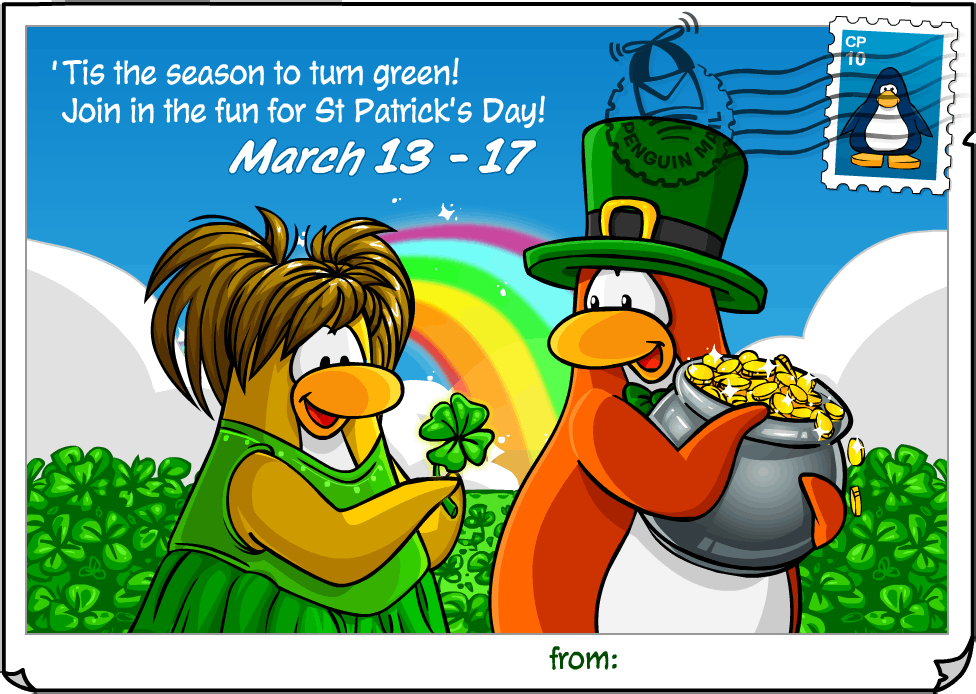 'Tis the season to turn green!
Join in the fun for St Patrick's Day!
March 13 - 17
CP
10
PENGUIN
from: